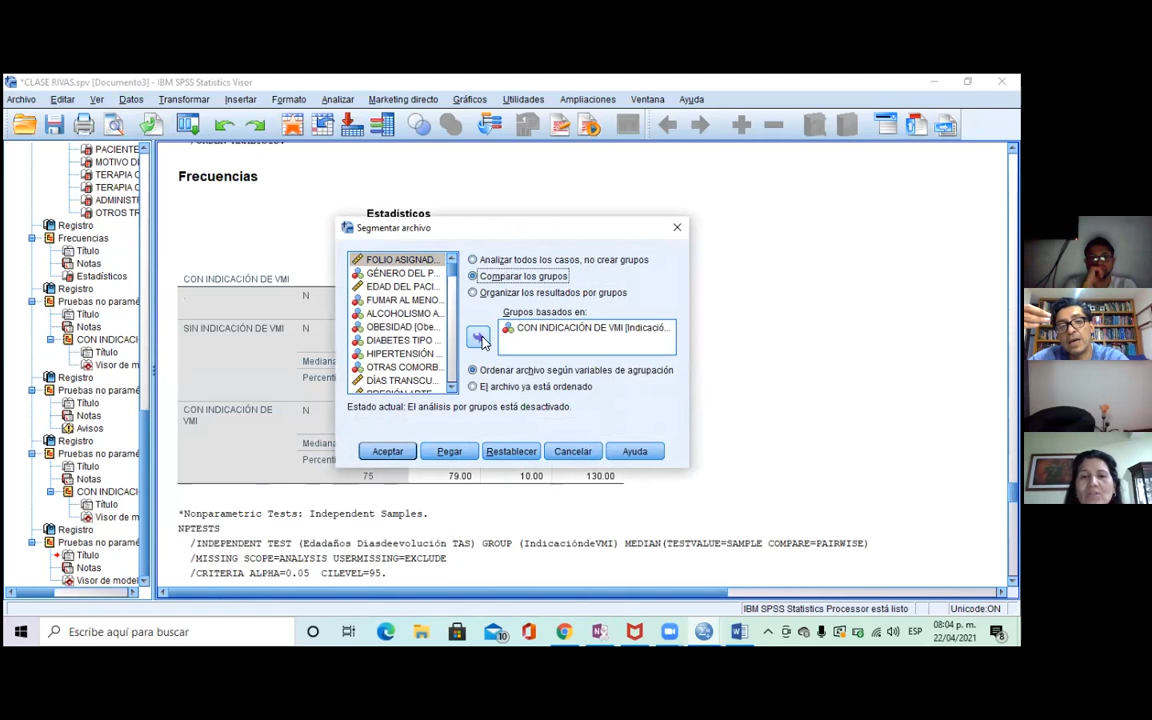 *CLASE RIVAS.spv [Documento3] - IBM SPSS Statistics Visor
Archivo Editar Ver Datos Transformar Insertar Formato Analizar Marketing directo Gráficos Utilidades Ampliaciones Ventana Ayuda
PACIENTE
MOTIVO D
TERAPIA C
TERAPIA C
ADMINIST
OTROS TR
Registro
Frecuencias
Título
Notas
Estadísticos
Registro
Pruebas no paramé
Título
Notas
CON INDICACI
Título
Visor de m
Registro
Pruebas no paramé
Título
Notas
Avisos
Registro
Pruebas no paramé
Título
Notas
CON INDICACI
Título
Visor de m
Registro
Pruebas no paramé
Título
Notas
Visor de model
Frecuencias
Estadísticos
CON INDICACIÓN DE VMI
. N
SIN INDICACIÓN DE VMI N
Mediana
Percenti
CON INDICACIÓN DE VMI N
Mediana
Percenti
75 79.00 10.00 130.00
Segmentar archivo
FOLIO ASIGNAD...
GÉNERO DEL P...
EDAD DEL PACI...
FUMAR AL MENO...
ALCOHOLISMO A...
OBESIDAD [Obe...
DIABETES TIPO ...
HIPERTENSIÓN ...
OTRAS COMORB...
DÍAS TRANSCU...
Analizar todos los casos, no crear grupos
Comparar los grupos
Organizar los resultados por grupos
Grupos basados en:
CON INDICACIÓN DE VMI [Indicació...
Ordenar archivo según variables de agrupación
El archivo ya está ordenado
Estado actual: El análisis por grupos está desactivado.
Aceptar Pegar Restablecer Cancelar Ayuda
*Nonparametric Tests: Independent Samples.
NPTESTS
/INDEPENDENT TEST (Edadaños Diasdeevolución TAS) GROUP (IndicacióndeVMI) MEDIAN(TESTVALUE=SAMPLE COMPARE=PAIRWISE)
/MISSING SCOPE=ANALYSIS USERMISSING=EXCLUDE
/CRITERIA ALPHA=0.05 CILEVEL=95.
IBM SPSS Statistics Processor está listo Unicode:ON
Escribe aquí para buscar
10
ESP
08:04 p. m.
22/04/2021
8